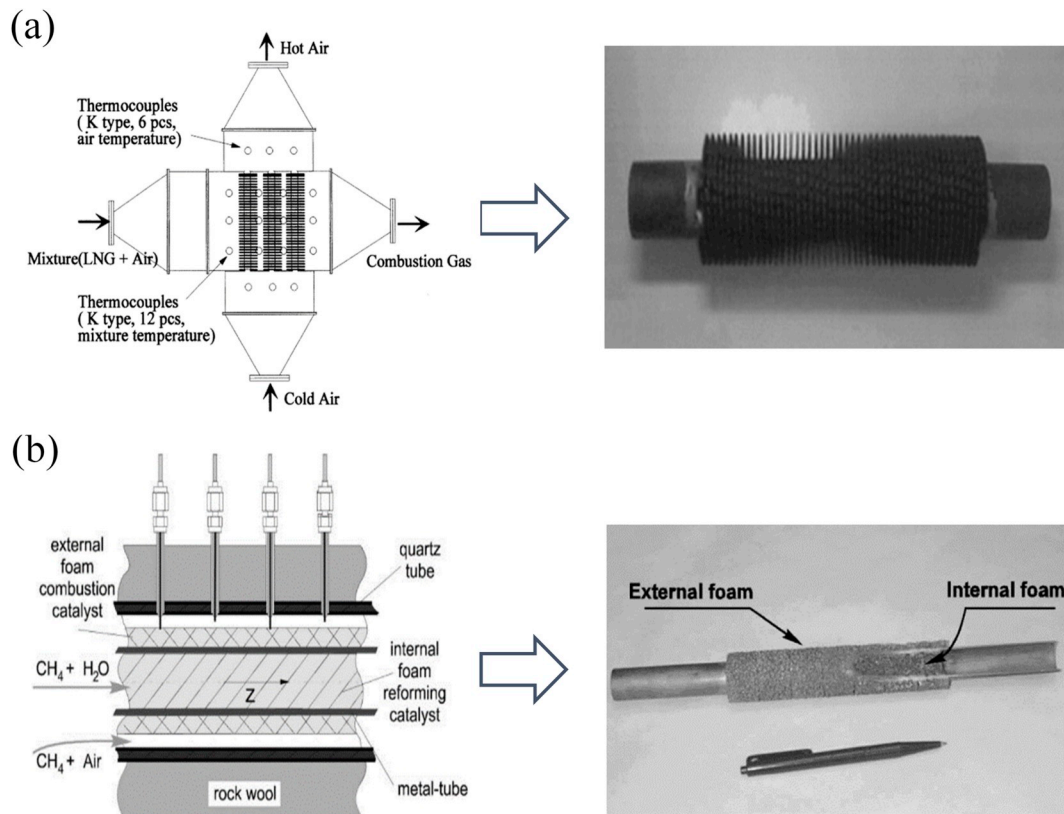 (a)
Hot Air
Thermocouples
( K type, 6 pcs,
air temperature)
Mixture(LNG + Air)
Combustion Gas
Thermocouples
( K type, 12 pcs,
mixture temperature)
Cold Air
(b)
external
foam
combustion
catalyst
quartz
tube
CH₄ + H₂O
Z
internal
foam
reforming
catalyst
CH₄ + Air
metal-tube
rock wool
External foam
Internal foam